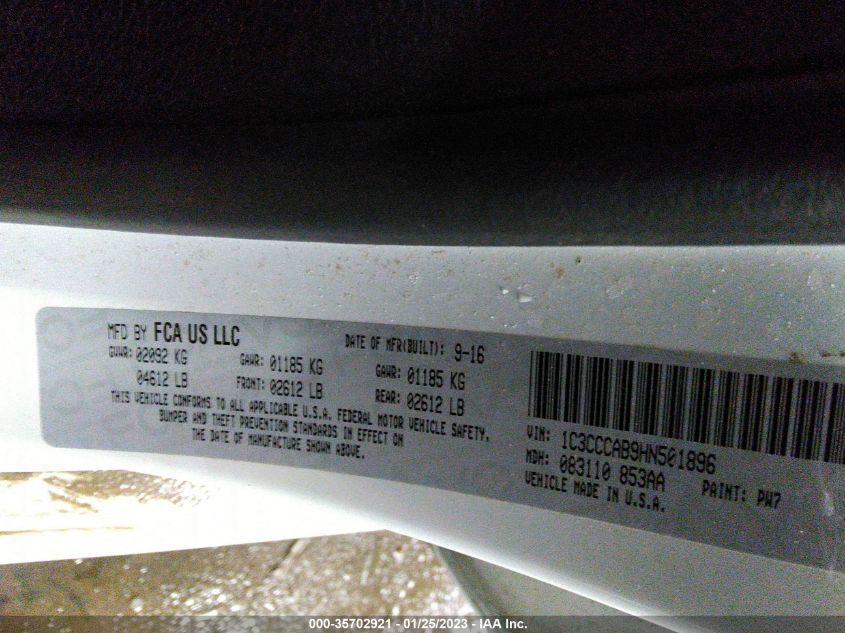 MFD BY FCA US LLC
DATE OF MFR(BUILT): 9-16
GVWR: 02092 KG
04612 LB
GAWR: 01185 KG
FRONT: 02612 LB
GAWR: 01185 KG
REAR: 02612 LB
THIS VEHICLE CONFORMS TO ALL APPLICABLE U.S.A. FEDERAL MOTOR VEHICLE SAFETY,
BUMPER AND THEFT PREVENTION STANDARDS IN EFFECT ON
THE DATE OF MANUFACTURE SHOWN ABOVE.
VIN: 1C3CCCAB9HN501896
MDH: 083110 853AA
PAINT: PW7
VEHICLE MADE IN U.S.A.
000-35702921 - 01/25/2023 - IAA Inc.